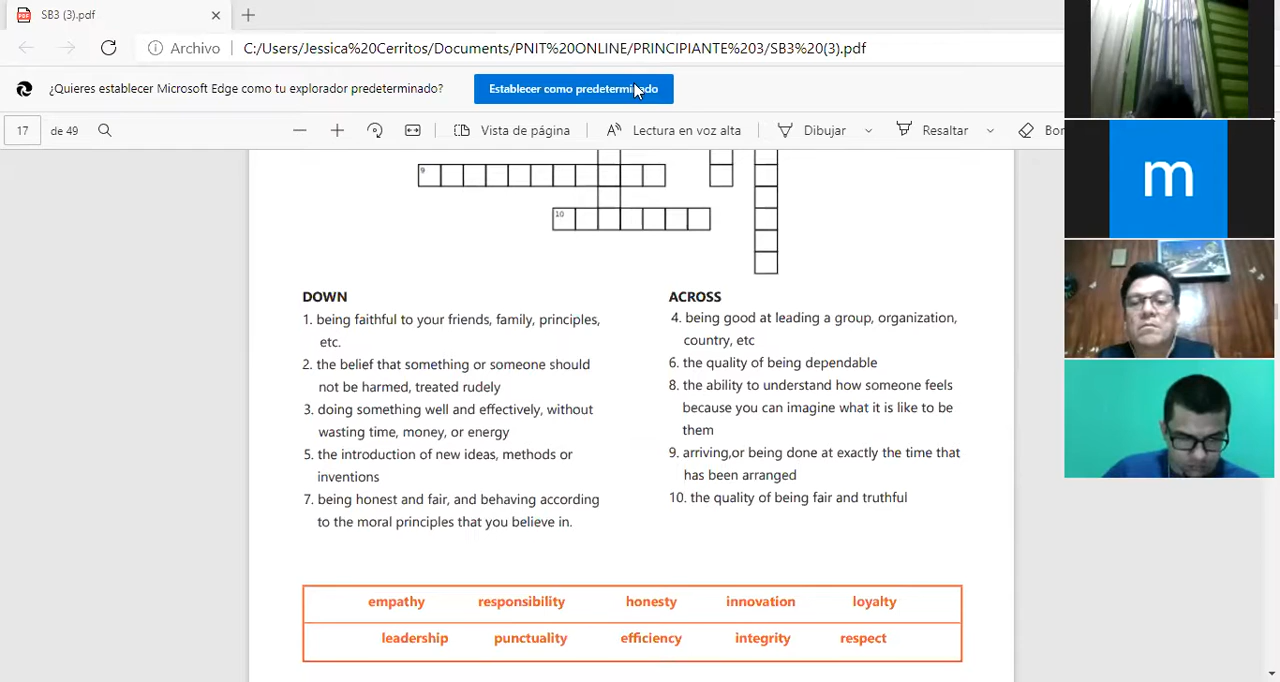 SB3 (3).pdf
Archivo C:/Users/Jessica%20Cerritos/Documents/PNIT%20ONLINE/PRINCIPIANTE%203/SB3%20(3).pdf
¿Quieres establecer Microsoft Edge como tu explorador predeterminado? Establecer como predeterminado
17 de 49 Vista de página Lectura en voz alta Dibujar Resaltar Bor
9
10
DOWN
1. being faithful to your friends, family, principles,
etc.
2. the belief that something or someone should
not be harmed, treated rudely
3. doing something well and effectively, without
wasting time, money, or energy
5. the introduction of new ideas, methods or
inventions
7. being honest and fair, and behaving according
to the moral principles that you believe in.
ACROSS
4. being good at leading a group, organization,
country, etc
6. the quality of being dependable
8. the ability to understand how someone feels
because you can imagine what it is like to be
them
9. arriving,or being done at exactly the time that
has been arranged
10. the quality of being fair and truthful
empathy responsibility honesty innovation loyalty
leadership punctuality efficiency integrity respect
m